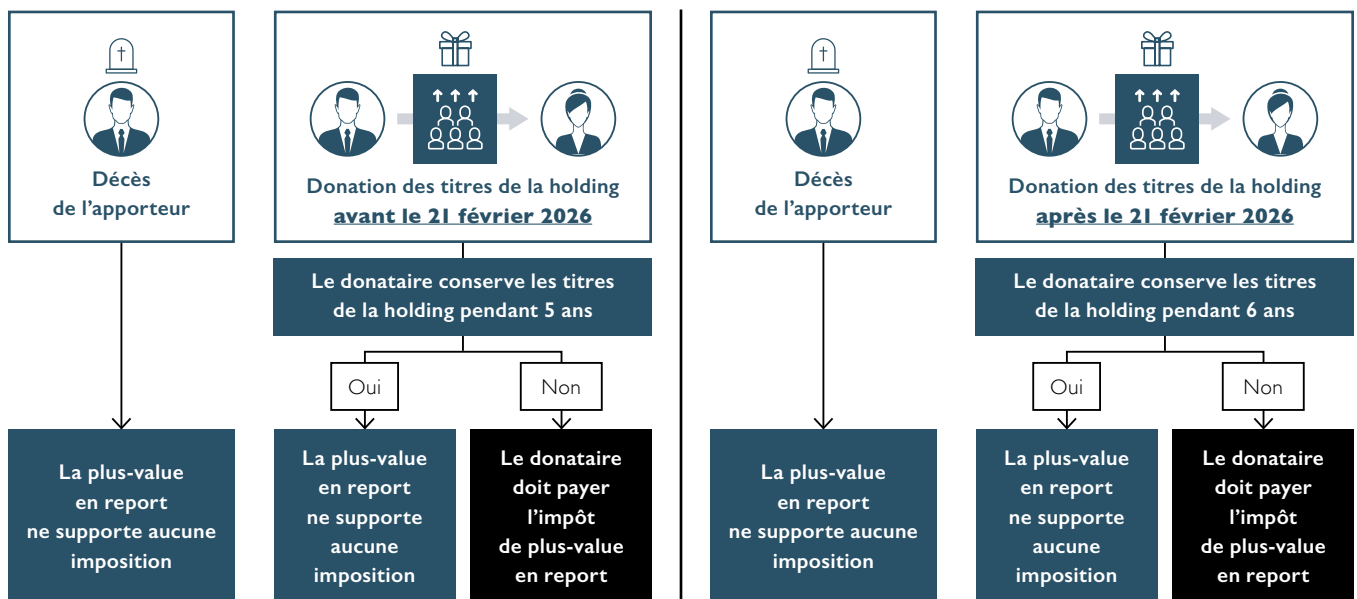 Décès
de l'apporteur
Donation des titres de la holding
avant le 21 février 2026
Le donataire conserve les titres
de la holding pendant 5 ans
Oui
Non
La plus-value
en report
ne supporte aucune
imposition
La plus-value
en report
ne supporte
aucune
imposition
Le donataire
doit payer
l'impôt
de plus-value
en report
Décès
de l'apporteur
Donation des titres de la holding
après le 21 février 2026
Le donataire conserve les titres
de la holding pendant 6 ans
Oui
Non
La plus-value
en report
ne supporte aucune
imposition
La plus-value
en report
ne supporte
aucune
imposition
Le donataire
doit payer
l'impôt
de plus-value
en report